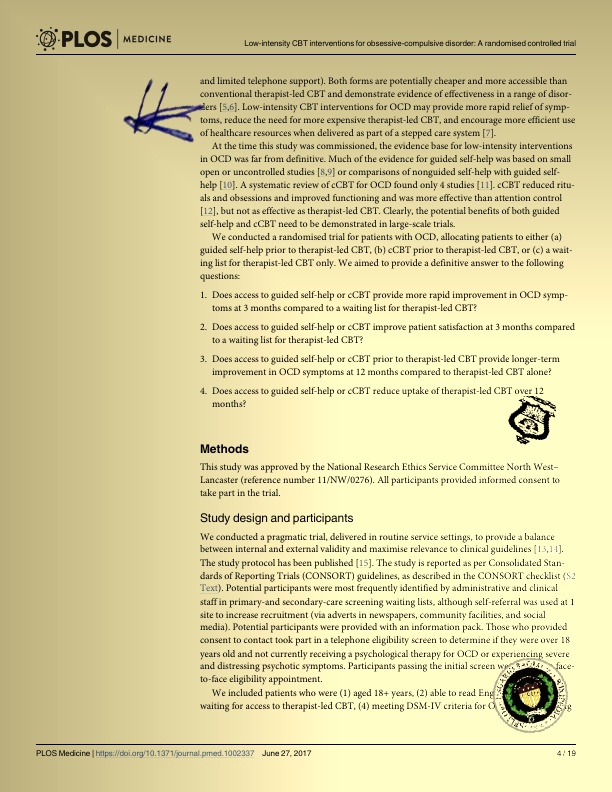 PLOS | MEDICINE
Low-intensity CBT interventions for obsessive-compulsive disorder: A randomised controlled trial
and limited telephone support). Both forms are potentially cheaper and more accessible than
conventional therapist-led CBT and demonstrate evidence of effectiveness in a range of disor-
ders [5,6]. Low-intensity CBT interventions for OCD may provide more rapid relief of symp-
toms, reduce the need for more expensive therapist-led CBT, and encourage more efficient use
of healthcare resources when delivered as part of a stepped care system [7].
At the time this study was commissioned, the evidence base for low-intensity interventions
in OCD was far from definitive. Much of the evidence for guided self-help was based on small
open or uncontrolled studies [8,9] or comparisons of nonguided self-help with guided self-
help [10]. A systematic review of cCBT for OCD found only 4 studies [11]. cCBT reduced ritu-
als and obsessions and improved functioning and was more effective than attention control
[12], but not as effective as therapist-led CBT. Clearly, the potential benefits of both guided
self-help and cCBT need to be demonstrated in large-scale trials.
We conducted a randomised trial for patients with OCD, allocating patients to either (a)
guided self-help prior to therapist-led CBT, (b) cCBT prior to therapist-led CBT, or (c) a wait-
ing list for therapist-led CBT only. We aimed to provide a definitive answer to the following
questions:
1. Does access to guided self-help or cCBT provide more rapid improvement in OCD symp-
toms at 3 months compared to a waiting list for therapist-led CBT?
2. Does access to guided self-help or cCBT improve patient satisfaction at 3 months compared
to a waiting list for therapist-led CBT?
3. Does access to guided self-help or cCBT prior to therapist-led CBT provide longer-term
improvement in OCD symptoms at 12 months compared to therapist-led CBT alone?
4. Does access to guided self-help or cCBT reduce uptake of therapist-led CBT over 12
months?
Methods
This study was approved by the National Research Ethics Service Committee North West–
Lancaster (reference number 11/NW/0276). All participants provided informed consent to
take part in the trial.
Study design and participants
We conducted a pragmatic trial, delivered in routine service settings, to provide a balance
between internal and external validity and maximise relevance to clinical guidelines [13,14].
The study protocol has been published [15]. The study is reported as per Consolidated Stan-
dards of Reporting Trials (CONSORT) guidelines, as described in the CONSORT checklist (S2
Text). Potential participants were most frequently identified by administrative and clinical
staff in primary-and secondary-care screening waiting lists, although self-referral was used at 1
site to increase recruitment (via adverts in newspapers, community facilities, and social
media). Potential participants were provided with an information pack. Those who provided
consent to contact took part in a telephone eligibility screen to determine if they were over 18
years old and not currently receiving a psychological therapy for OCD or experiencing severe
and distressing psychotic symptoms. Participants passing the initial screen face-
to-face eligibility appointment.
We included patients who were (1) aged 18+ years, (2) able to read
waiting for access to therapist-led CBT, (4) meeting DSM-IV criteria for
PLOS Medicine | https://doi.org/10.1371/journal.pmed.1002337 June 27, 2017
4 / 19